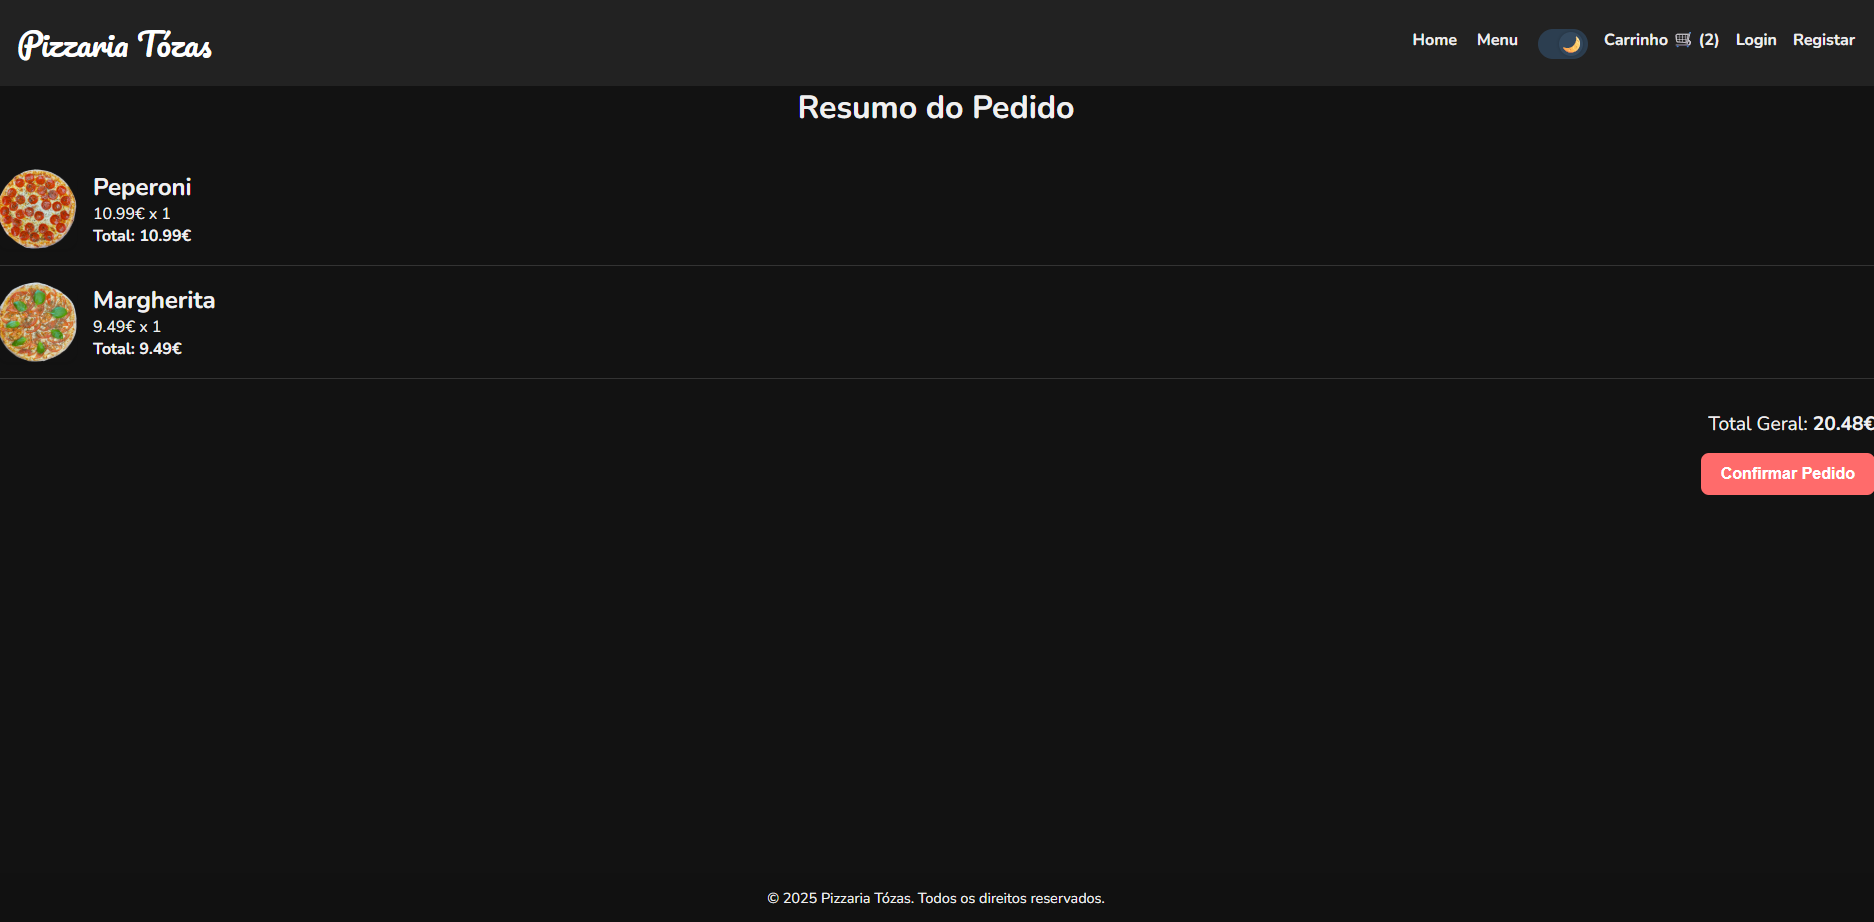 Pizzaria Tózas
Home Menu Carrinho 🛒 (2) Login Registar
Resumo do Pedido
Peperoni
10.99€ x 1
Total: 10.99€
Margherita
9.49€ x 1
Total: 9.49€
Total Geral: 20.48€
Confirmar Pedido
© 2025 Pizzaria Tózas. Todos os direitos reservados.